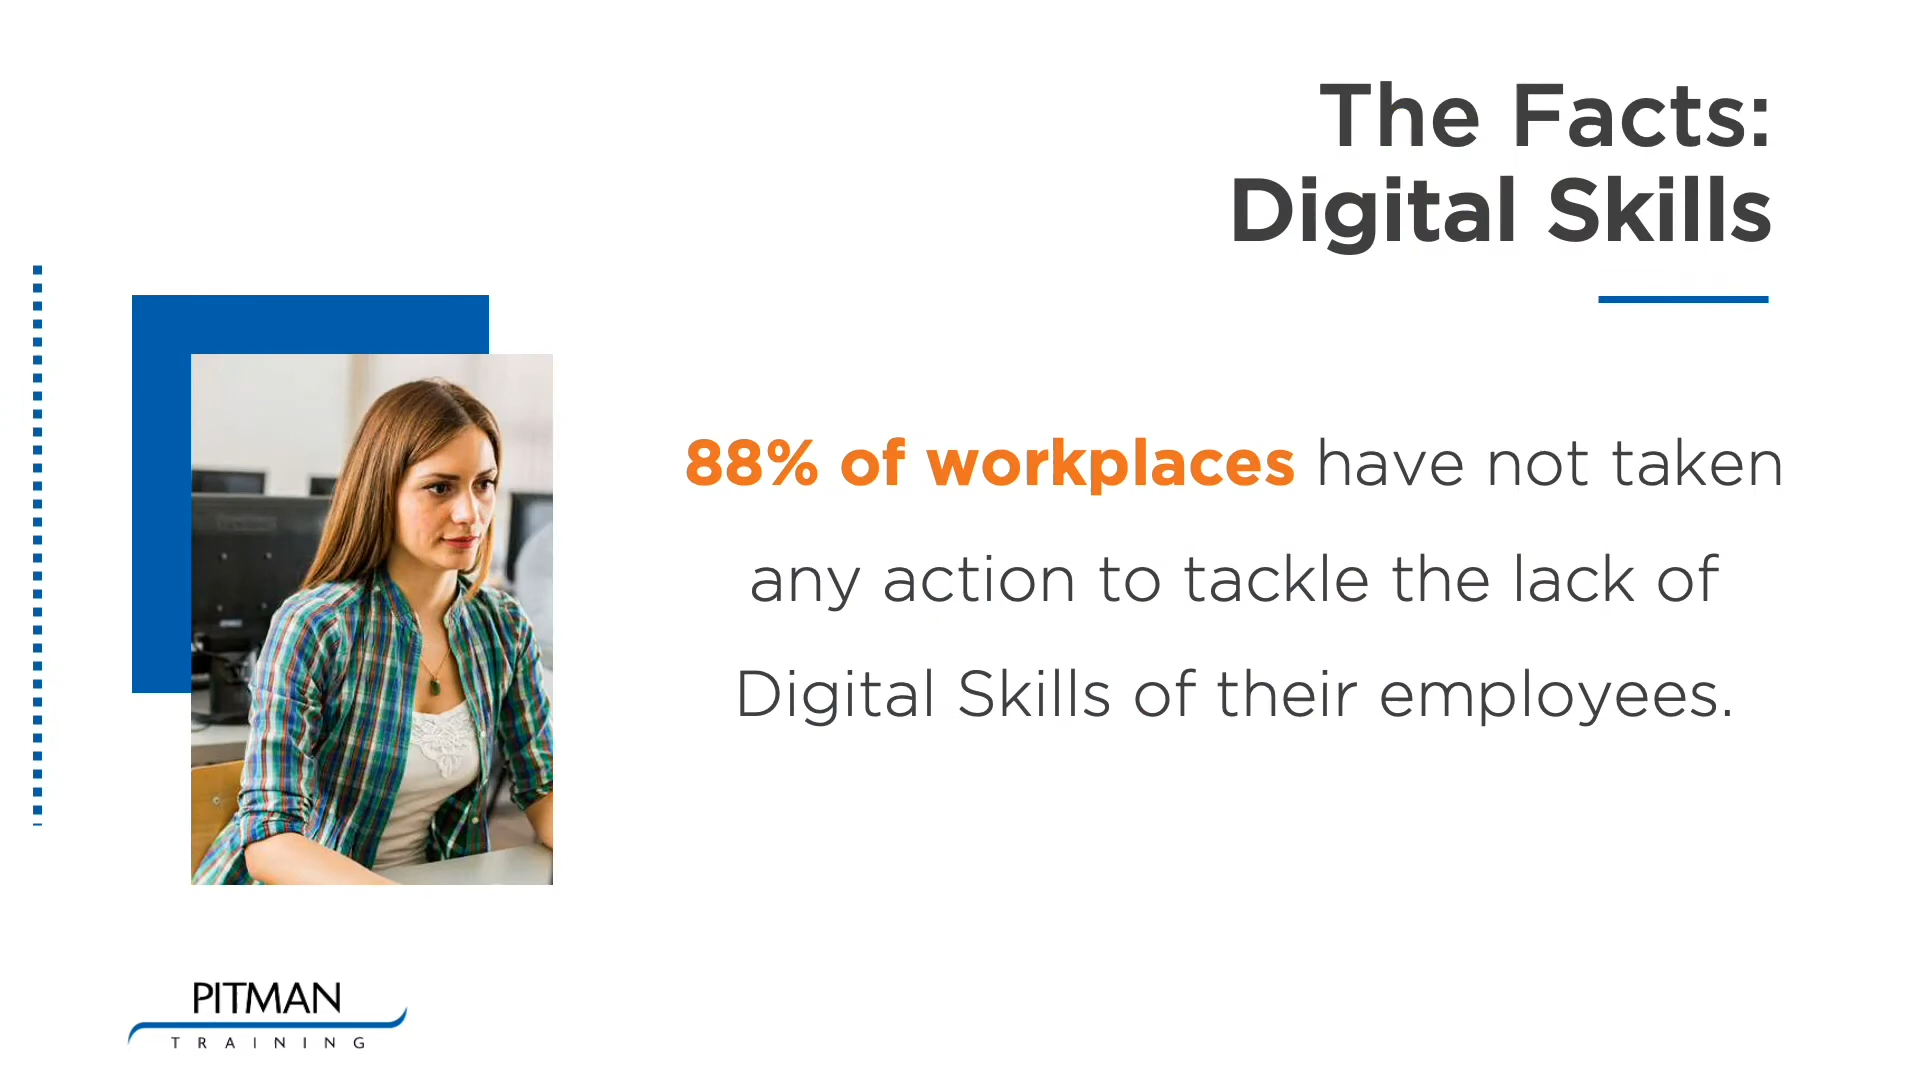 The Facts:
Digital Skills
88% of workplaces have not taken
any action to tackle the lack of
Digital Skills of their employees.
PITMAN
TRAINING